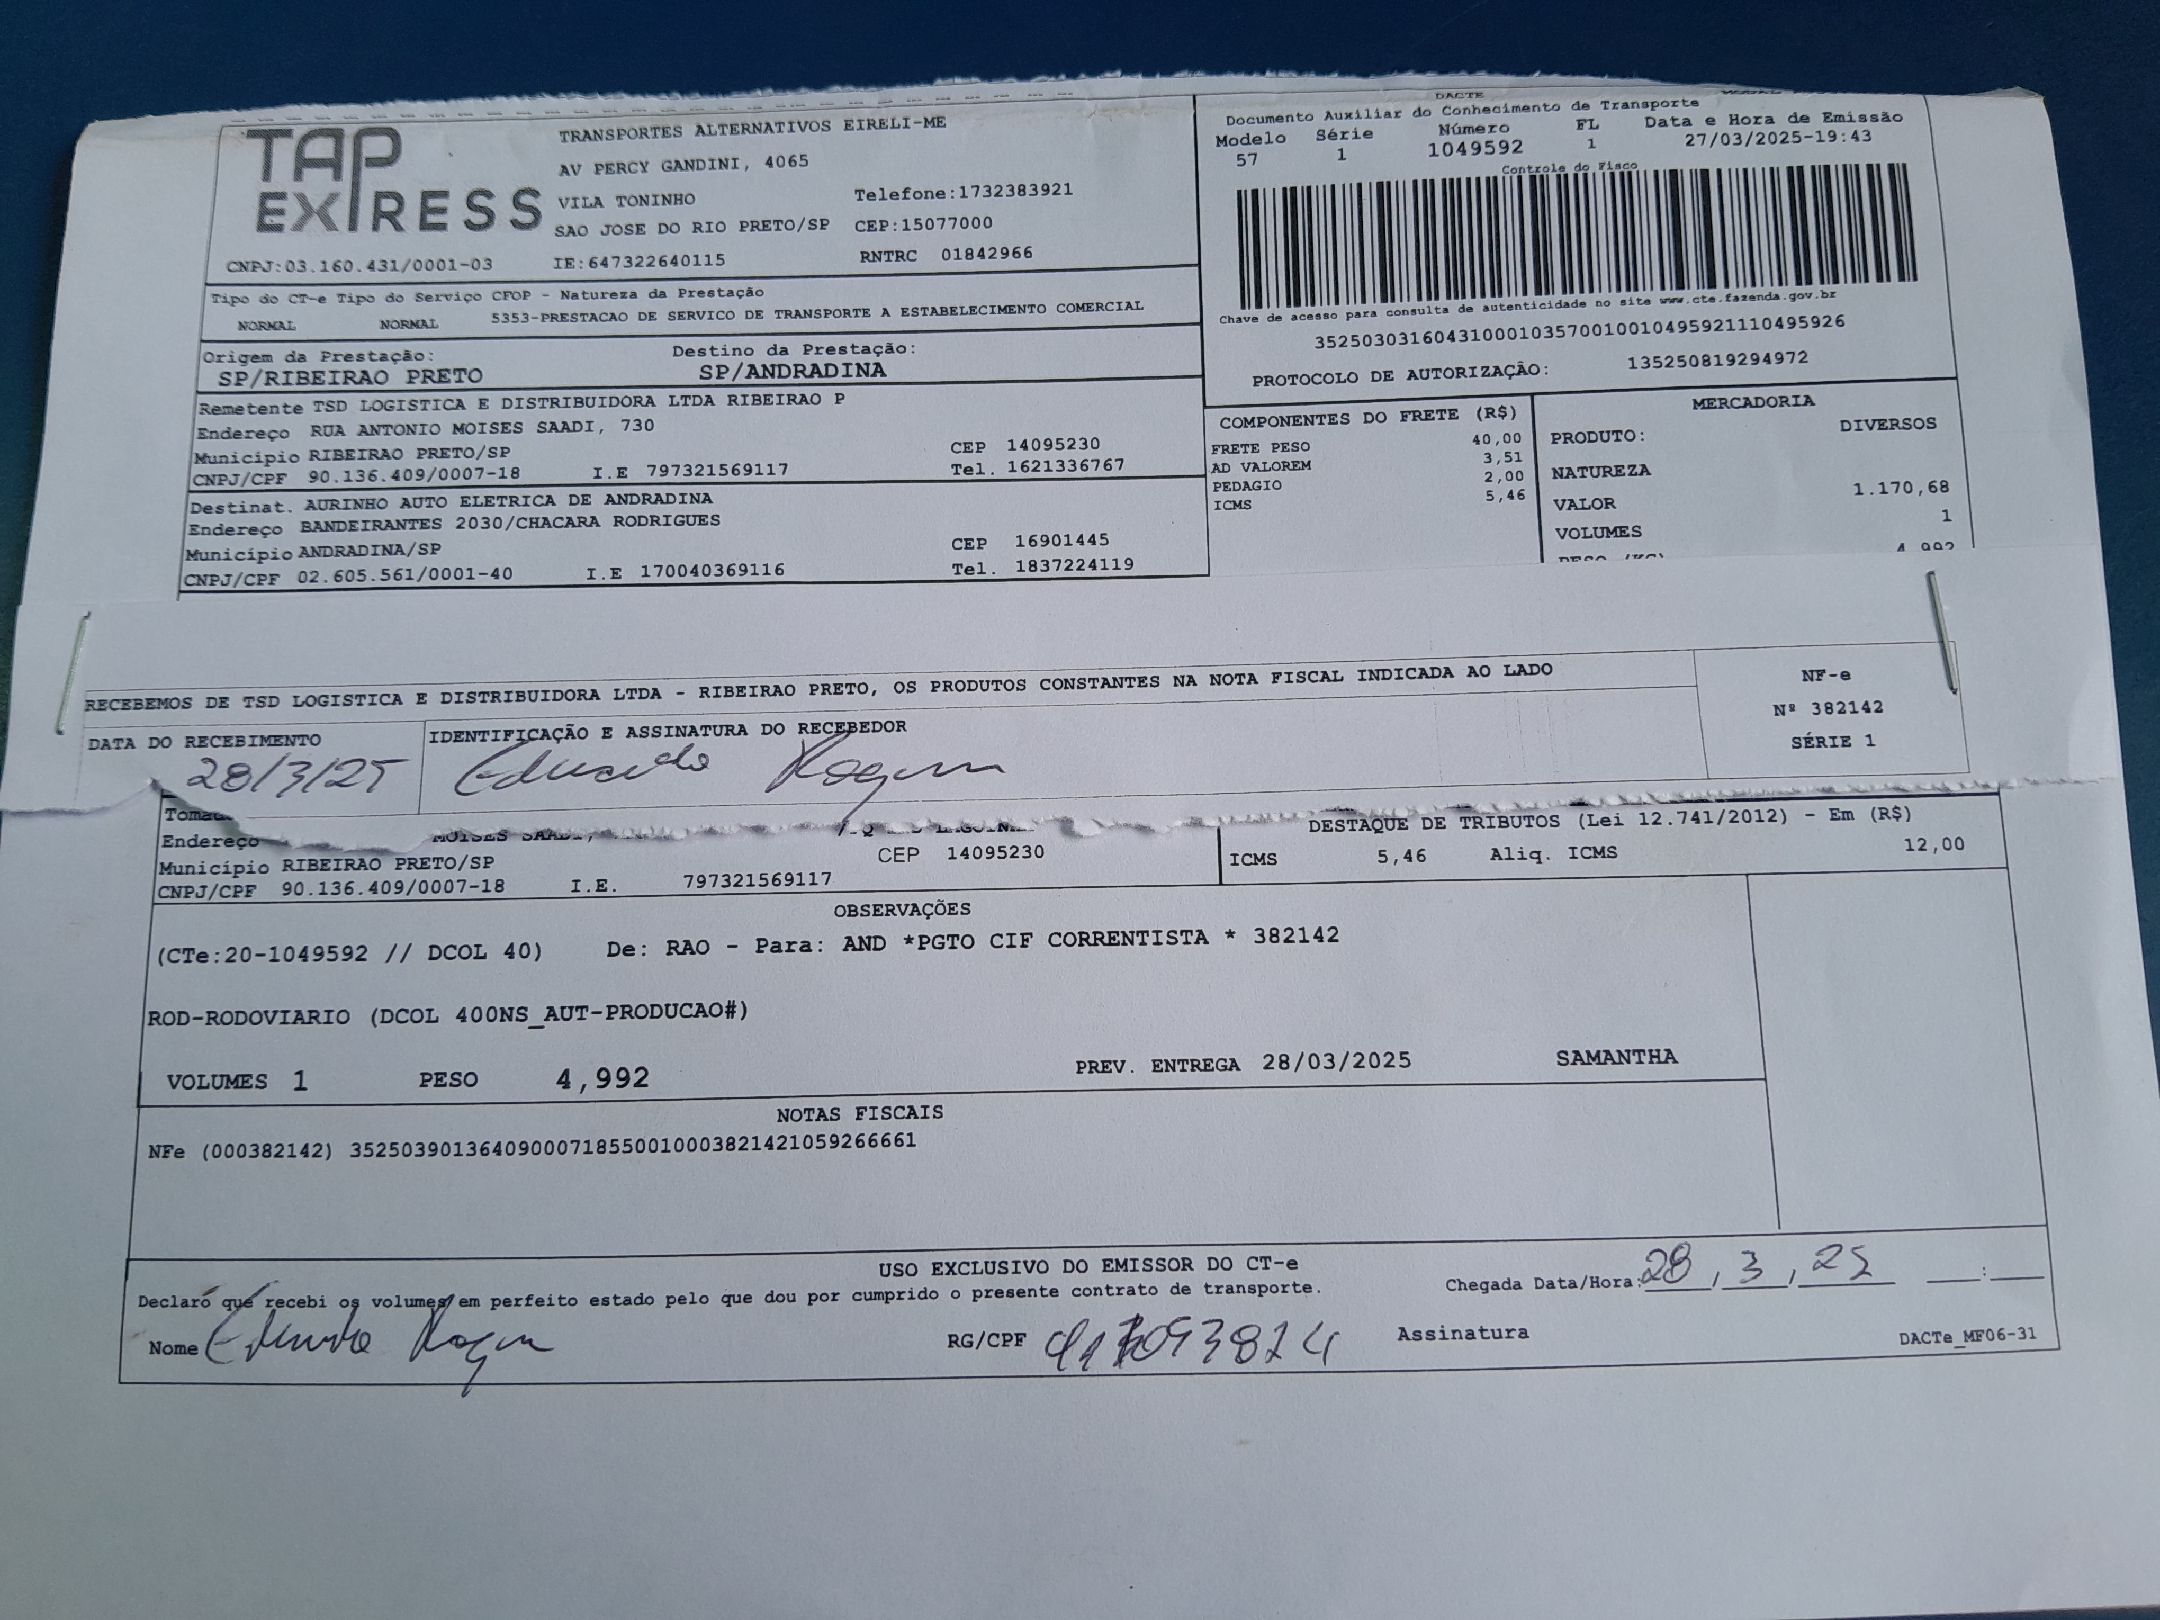 TAP EXPRESS
TRANSPORTES ALTERNATIVOS EIRELI-ME
AV PERCY GANDINI, 4065
VILA TONINHO Telefone:1732383921
SAO JOSE DO RIO PRETO/SP CEP:15077000
CNPJ:03.160.431/0001-03 IE:647322640115 RNTRC 01842966
DACTE
Documento Auxiliar do Conhecimento de Transporte
Modelo Série Número FL Data e Hora de Emissão
57 1 1049592 1 27/03/2025-19:43
Controle do Fisco
Chave de acesso para consulta de autenticidade no site www.cte.fazenda.gov.br
35250303160431000103570010010495921110495926
PROTOCOLO DE AUTORIZAÇÃO: 135250819294972
Tipo do CT-e Tipo do Serviço CFOP - Natureza da Prestação
NORMAL NORMAL 5353-PRESTACAO DE SERVICO DE TRANSPORTE A ESTABELECIMENTO COMERCIAL
Origem da Prestação: Destino da Prestação:
SP/RIBEIRAO PRETO SP/ANDRADINA
Remetente TSD LOGISTICA E DISTRIBUIDORA LTDA RIBEIRAO P
Endereço RUA ANTONIO MOISES SAADI, 730
Município RIBEIRAO PRETO/SP CEP 14095230
CNPJ/CPF 90.136.409/0007-18 I.E 797321569117 Tel. 1621336767
Destinat. AURINHO AUTO ELETRICA DE ANDRADINA
Endereço BANDEIRANTES 2030/CHACARA RODRIGUES
Município ANDRADINA/SP CEP 16901445
CNPJ/CPF 02.605.561/0001-40 I.E 170040369116 Tel. 1837224119
COMPONENTES DO FRETE (R$)
FRETE PESO 40,00
AD VALOREM 3,51
PEDAGIO 2,00
ICMS 5,46
MERCADORIA
PRODUTO: DIVERSOS
NATUREZA
VALOR 1.170,68
VOLUMES 1
RECEBEMOS DE TSD LOGISTICA E DISTRIBUIDORA LTDA - RIBEIRAO PRETO, OS PRODUTOS CONSTANTES NA NOTA FISCAL INDICADA AO LADO
DATA DO RECEBIMENTO IDENTIFICAÇÃO E ASSINATURA DO RECEBEDOR
28/3/25 Eduardo
NF-e
Nº 382142
SÉRIE 1
Endereço MOISES SAADI,
Município RIBEIRAO PRETO/SP CEP 14095230
CNPJ/CPF 90.136.409/0007-18 I.E. 797321569117
DESTAQUE DE TRIBUTOS (Lei 12.741/2012) - Em (R$)
ICMS 5,46 Aliq. ICMS 12,00
OBSERVAÇÕES
(CTe:20-1049592 // DCOL 40) De: RAO - Para: AND *PGTO CIF CORRENTISTA * 382142
ROD-RODOVIARIO (DCOL 400NS_AUT-PRODUCAO#)
VOLUMES 1 PESO 4,992 PREV. ENTREGA 28/03/2025 SAMANTHA
NOTAS FISCAIS
NFe (000382142) 35250390136409000718550010003821421059266661
USO EXCLUSIVO DO EMISSOR DO CT-e
Declaro que recebi os volumes em perfeito estado pelo que dou por cumprido o presente contrato de transporte.
Chegada Data/Hora: 28, 3, 25 :
Nome Eduardo RG/CPF Assinatura
DACTe_MF06-31